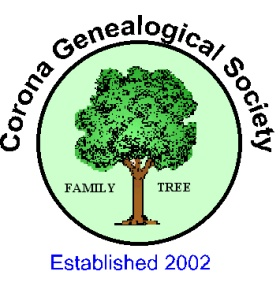 Corona Genealogical Society
FAMILY TREE
Established 2002